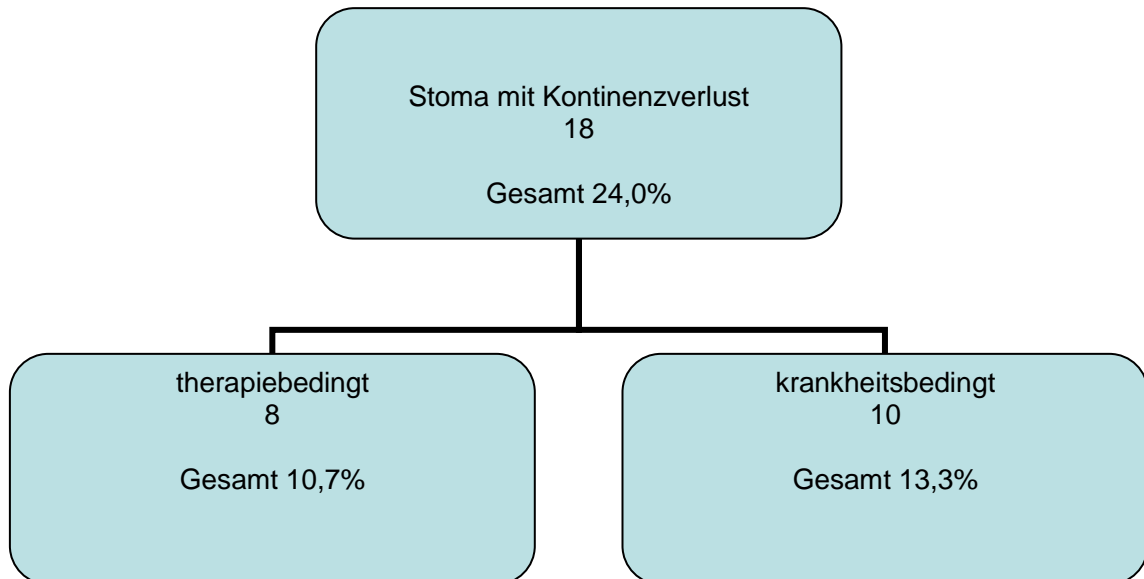 Stoma mit Kontinenzverlust
18
Gesamt 24,0%
therapiebedingt
8
Gesamt 10,7%
krankheitsbedingt
10
Gesamt 13,3%